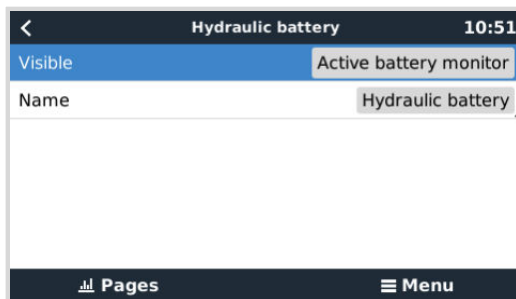 Hydraulic battery 10:51
Visible Active battery monitor
Name Hydraulic battery
Pages Menu